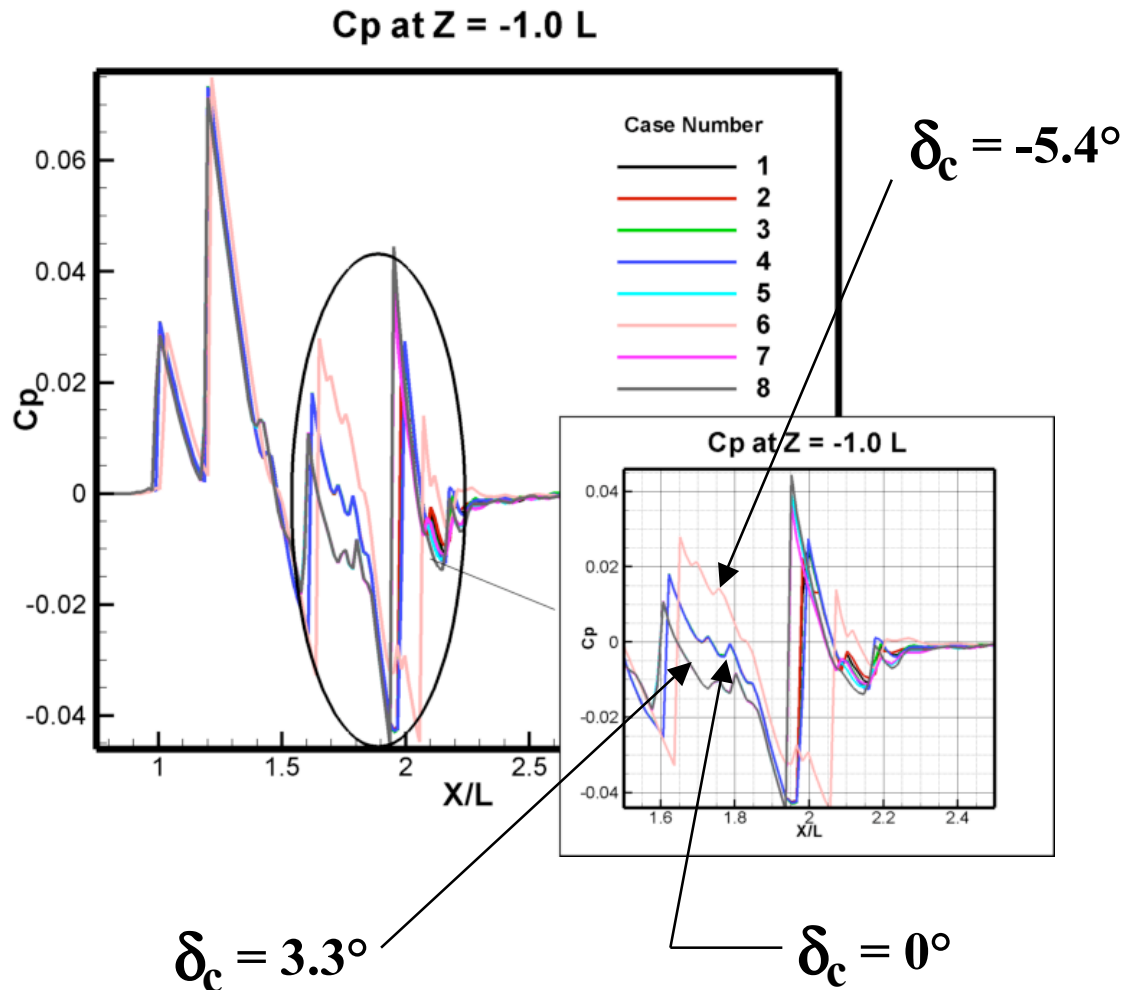 Cp at Z = -1.0 L
Case Number
1
2
3
4
5
6
7
8
δc = -5.4°
0.06
0.04
0.02
0
-0.02
-0.04
Cp
1
1.5
2
2.5
X/L
Cp at Z = -1.0 L
0.04
0.02
0
-0.02
-0.04
Cp
1.6
1.8
2
2.2
2.4
X/L
δc = 3.3°
δc = 0°